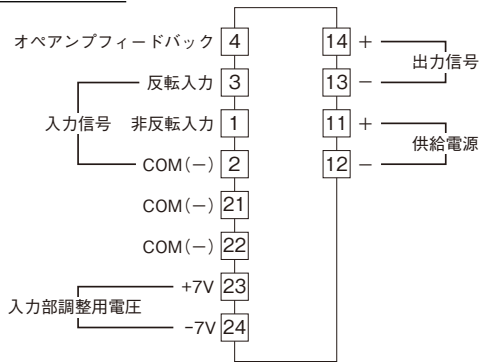 オペアンプフィードバック 4
反転入力 3
入力信号
非反転入力 1
COM(−) 2
COM(−) 21
COM(−) 22
+7V 23
入力部調整用電圧
−7V 24
14 +
出力信号
13 −
11 +
供給電源
12 −